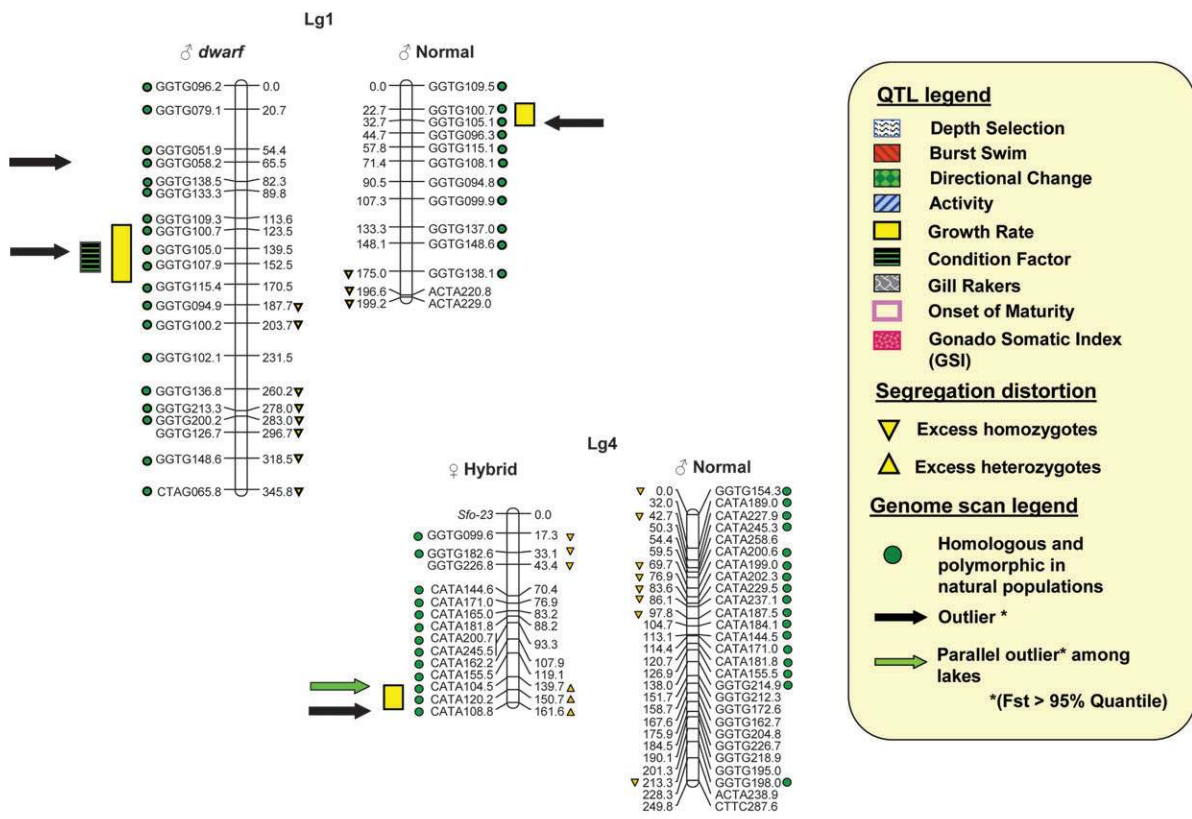 Lg1
♂ dwarf
GGTG096.2 0.0
GGTG079.1 20.7
GGTG051.9 54.4
GGTG058.2 65.5
GGTG138.5 82.3
GGTG133.3 89.8
GGTG109.3 113.6
GGTG100.7 123.5
GGTG105.0 139.5
GGTG107.9 152.5
GGTG115.4 170.5
GGTG094.9 187.7
GGTG100.2 203.7
GGTG102.1 231.5
GGTG136.8 260.2
GGTG213.3 278.0
GGTG200.2 283.0
GGTG126.7 296.7
GGTG148.6 318.5
CTAG065.8 345.8
♂ Normal
0.0 GGTG109.5
22.7 GGTG100.7
32.7 GGTG105.1
44.7 GGTG096.3
57.8 GGTG115.1
71.4 GGTG108.1
90.5 GGTG094.8
107.3 GGTG099.9
133.3 GGTG137.0
148.1 GGTG148.6
175.0 GGTG138.1
196.6 ACTA220.8
199.2 ACTA229.0
Lg4
♀ Hybrid
Sfo-23 0.0
GGTG099.6 17.3
GGTG182.6 33.1
GGTG226.8 43.4
CATA144.6 70.4
CATA171.0 76.9
CATA165.0 83.2
CATA181.8 88.2
CATA200.7 93.3
CATA245.5
CATA162.2 107.9
CATA155.5 119.1
CATA104.5 139.7
CATA120.2 150.7
CATA108.8 161.6
♂ Normal
0.0 GGTG154.3
32.0 CATA189.0
42.7 CATA227.9
50.3 CATA245.3
54.4 CATA258.6
59.5 CATA200.6
69.7 CATA199.0
76.9 CATA202.3
83.6 CATA229.5
86.1 CATA237.1
97.8 CATA187.5
104.7 CATA184.1
113.1 CATA144.5
114.4 CATA171.0
120.7 CATA181.8
126.9 CATA155.5
138.0 GGTG214.9
151.7 GGTG212.3
158.7 GGTG172.6
167.6 GGTG162.7
175.9 GGTG204.8
184.5 GGTG226.7
190.1 GGTG218.9
201.3 GGTG195.0
213.3 GGTG198.0
228.3 ACTA238.9
249.8 CTTC287.6
QTL legend
Depth Selection
Burst Swim
Directional Change
Activity
Growth Rate
Condition Factor
Gill Rakers
Onset of Maturity
Gonado Somatic Index
(GSI)
Segregation distortion
Excess homozygotes
Excess heterozygotes
Genome scan legend
Homologous and
polymorphic in
natural populations
Outlier *
Parallel outlier* among
lakes
*(Fst > 95% Quantile)